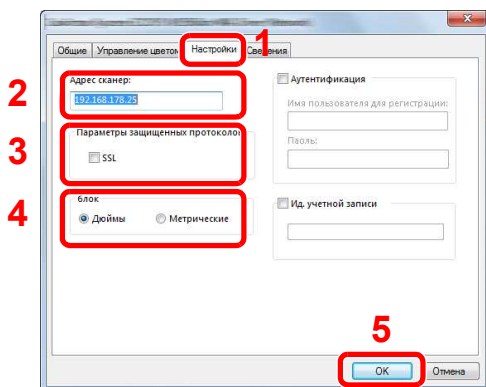 1
Общие Управление цветом Настройки Сведения
2
Адрес сканер:
192.168.178.25
Аутентификация
Имя пользователя для регистрации:
Паоль:
3
Параметры защищенных протоколов
SSL
4
блок
Дюймы Метрические
Ид. учетной записи
5
OK Отмена